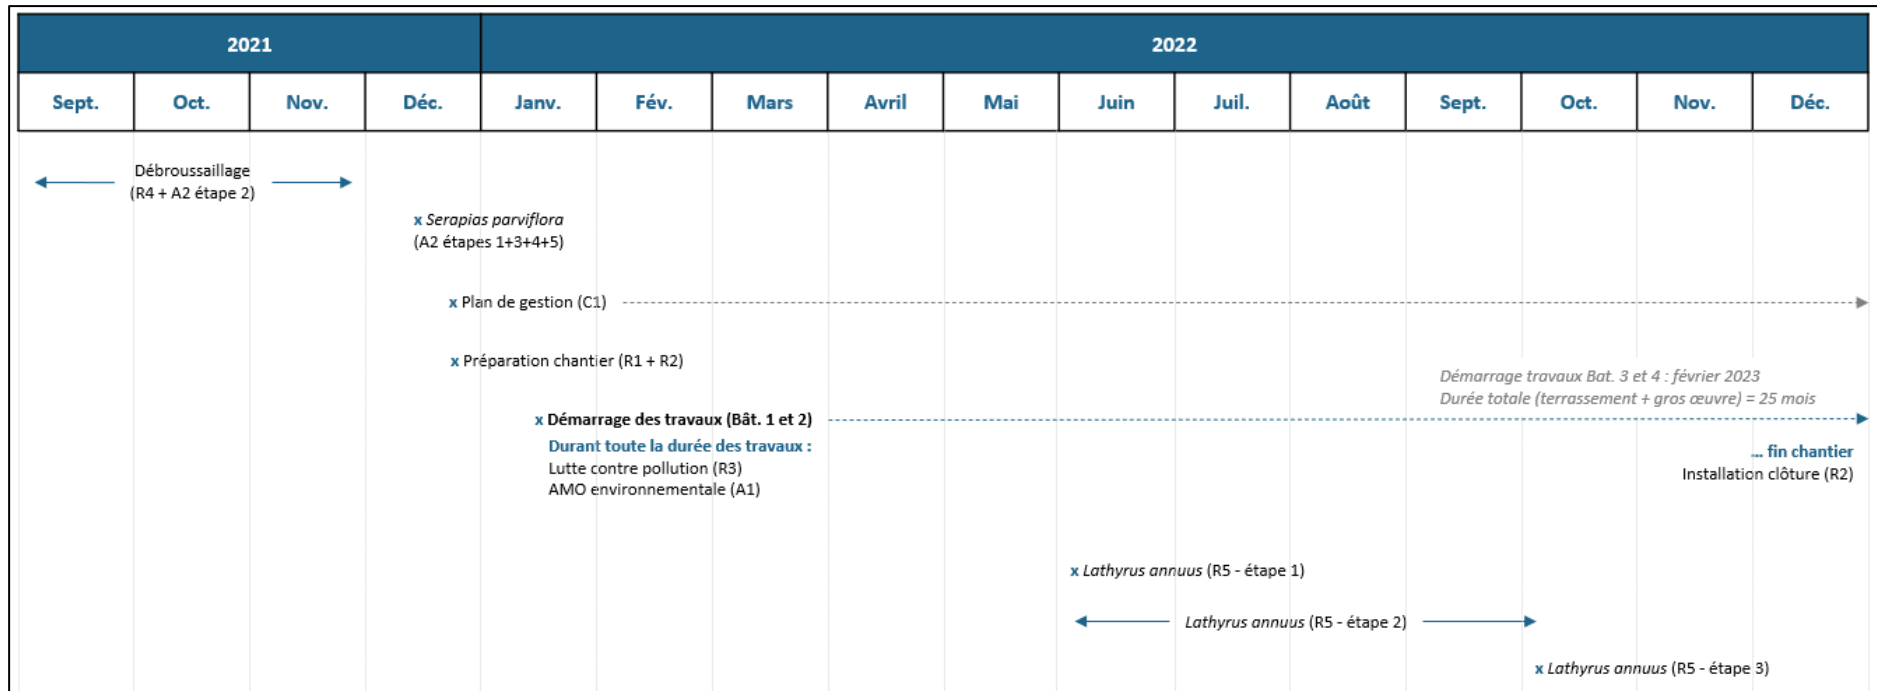 2021 2022
Sept. Oct. Nov. Déc. Janv. Fév. Mars Avril Mai Juin Juil. Août Sept. Oct. Nov. Déc.
Débroussaillage
(R4 + A2 étape 2)
x Serapias parviflora
(A2 étapes 1+3+4+5)
x Plan de gestion (C1)
x Préparation chantier (R1 + R2)
Démarrage travaux Bat. 3 et 4 : février 2023
Durée totale (terrassement + gros œuvre) = 25 mois
x Démarrage des travaux (Bât. 1 et 2)
Durant toute la durée des travaux :
Lutte contre pollution (R3)
AMO environnementale (A1)
... fin chantier
Installation clôture (R2)
x Lathyrus annuus (R5 - étape 1)
Lathyrus annuus (R5 - étape 2)
x Lathyrus annuus (R5 - étape 3)